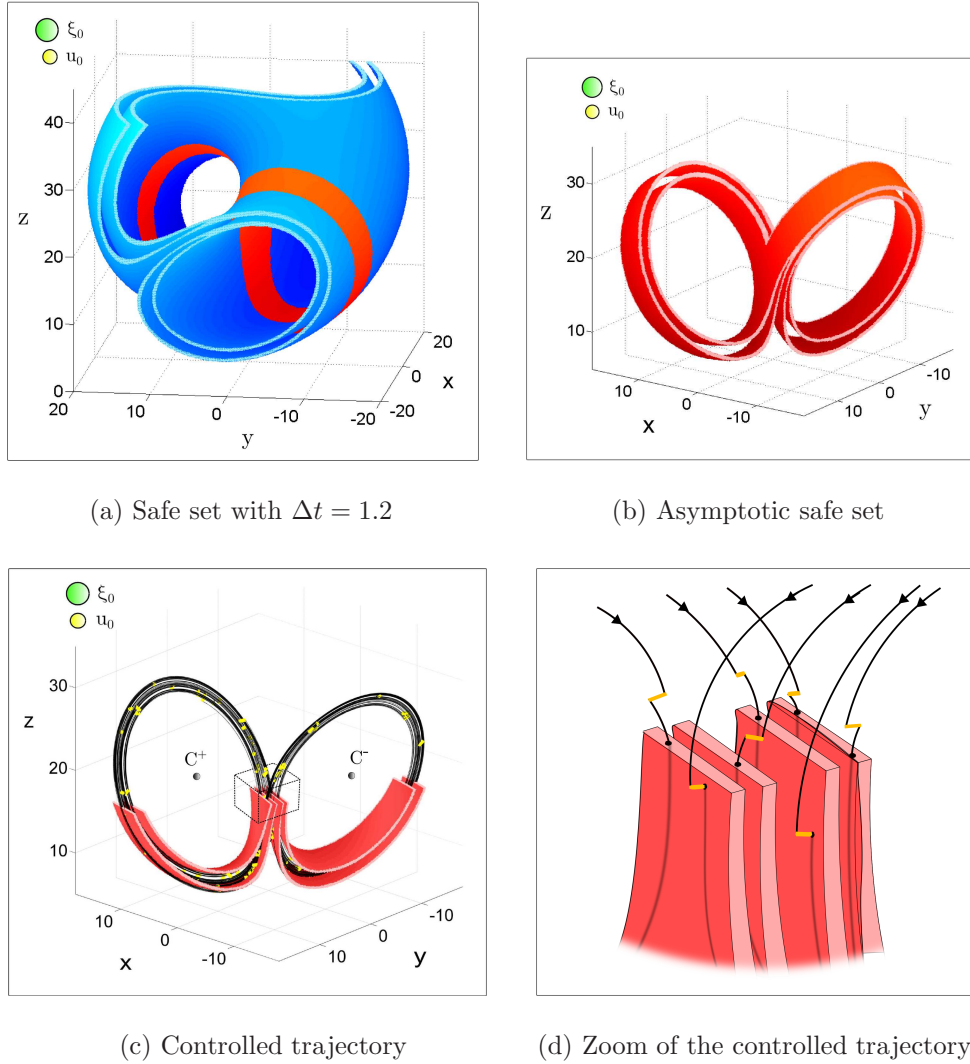 ξ₀
u₀
40
30
z
20
10
0
20
10
0
-10
-20
y
20
0
x
-20
(a) Safe set with Δt = 1.2
ξ₀
u₀
30
z
20
10
10
0
-10
x
10
0
-10
y
(b) Asymptotic safe set
ξ₀
u₀
30
z
20
10
C⁺
C⁻
10
0
-10
x
10
0
-10
y
(c) Controlled trajectory
(d) Zoom of the controlled trajectory